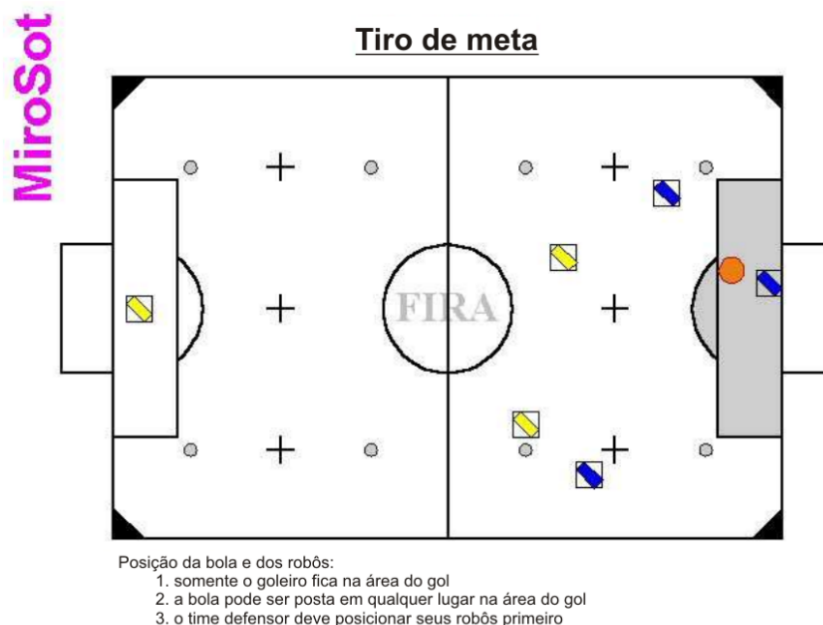 MiroSot
Tiro de meta
FIRA
Posição da bola e dos robôs:
1. somente o goleiro fica na área do gol
2. a bola pode ser posta em qualquer lugar na área do gol
3. o time defensor deve posicionar seus robôs primeiro